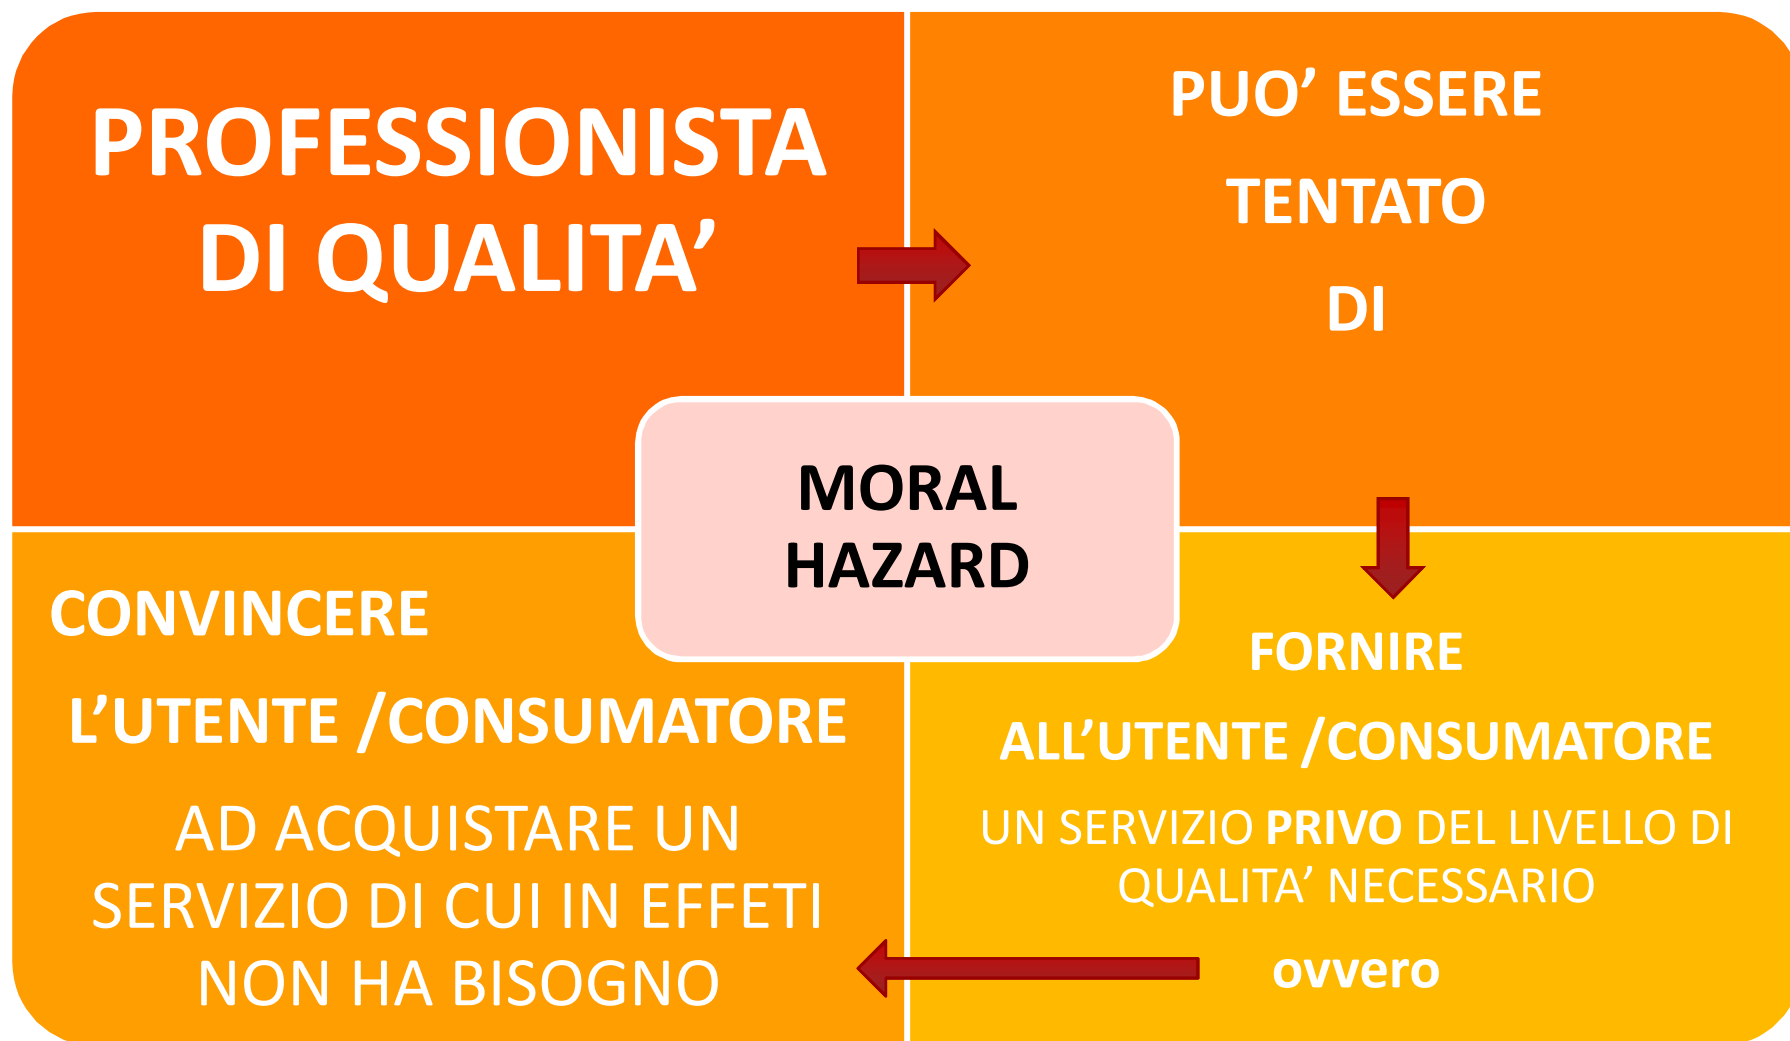 PROFESSIONISTA
DI QUALITA’
PUO’ ESSERE
TENTATO
DI
MORAL
HAZARD
FORNIRE
ALL’UTENTE /CONSUMATORE
UN SERVIZIO PRIVO DEL LIVELLO DI
QUALITA’ NECESSARIO
ovvero
CONVINCERE
L’UTENTE /CONSUMATORE
AD ACQUISTARE UN
SERVIZIO DI CUI IN EFFETI
NON HA BISOGNO